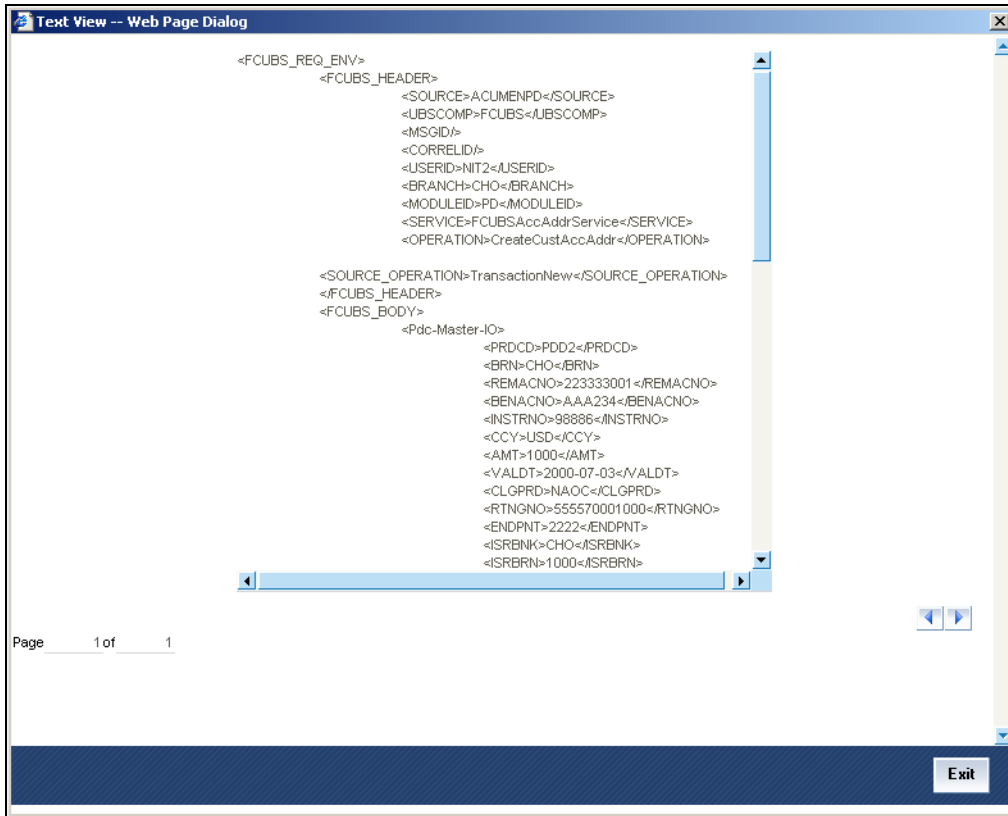 Text View -- Web Page Dialog
<FCUBS_REQ_ENV>
<FCUBS_HEADER>
<SOURCE>ACUMENPD</SOURCE>
<UBSCOMP>FCUBS</UBSCOMP>
<MSGID/>
<CORRELID/>
<USERID>NIT2</USERID>
<BRANCH>CHO</BRANCH>
<MODULEID>PD</MODULEID>
<SERVICE>FCUBSAccAddrService</SERVICE>
<OPERATION>CreateCustAccAddr</OPERATION>
<SOURCE_OPERATION>TransactionNew</SOURCE_OPERATION>
</FCUBS_HEADER>
<FCUBS_BODY>
<Pdc-Master-IO>
<PRDCD>PDD2</PRDCD>
<BRN>CHO</BRN>
<REMACNO>223333001</REMACNO>
<BENACNO>AAA234</BENACNO>
<INSTRNO>98886</INSTRNO>
<CCY>USD</CCY>
<AMT>1000</AMT>
<VALDT>2000-07-03</VALDT>
<CLGPRD>NAOC</CLGPRD>
<RTNGNO>555570001000</RTNGNO>
<ENDPNT>2222</ENDPNT>
<ISRBNK>CHO</ISRBNK>
<ISRBRN>1000</ISRBRN>
Page 1 of 1
Exit